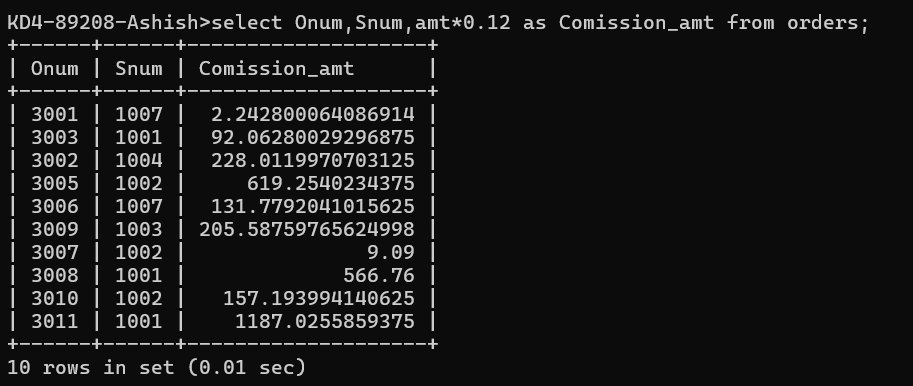 KD4-89208-Ashish>select Onum,Snum,amt*0.12 as Comission_amt from orders;
+------+------+--------------------+
| Onum | Snum | Comission_amt      |
+------+------+--------------------+
| 3001 | 1007 |  2.242800064086914 |
| 3003 | 1001 |  92.06280029296875 |
| 3002 | 1004 |  228.0119970703125 |
| 3005 | 1002 |     619.2540234375 |
| 3006 | 1007 |  131.7792041015625 |
| 3009 | 1003 | 205.58759765624998 |
| 3007 | 1002 |               9.09 |
| 3008 | 1001 |             566.76 |
| 3010 | 1002 |   157.193994140625 |
| 3011 | 1001 |    1187.0255859375 |
+------+------+--------------------+
10 rows in set (0.01 sec)